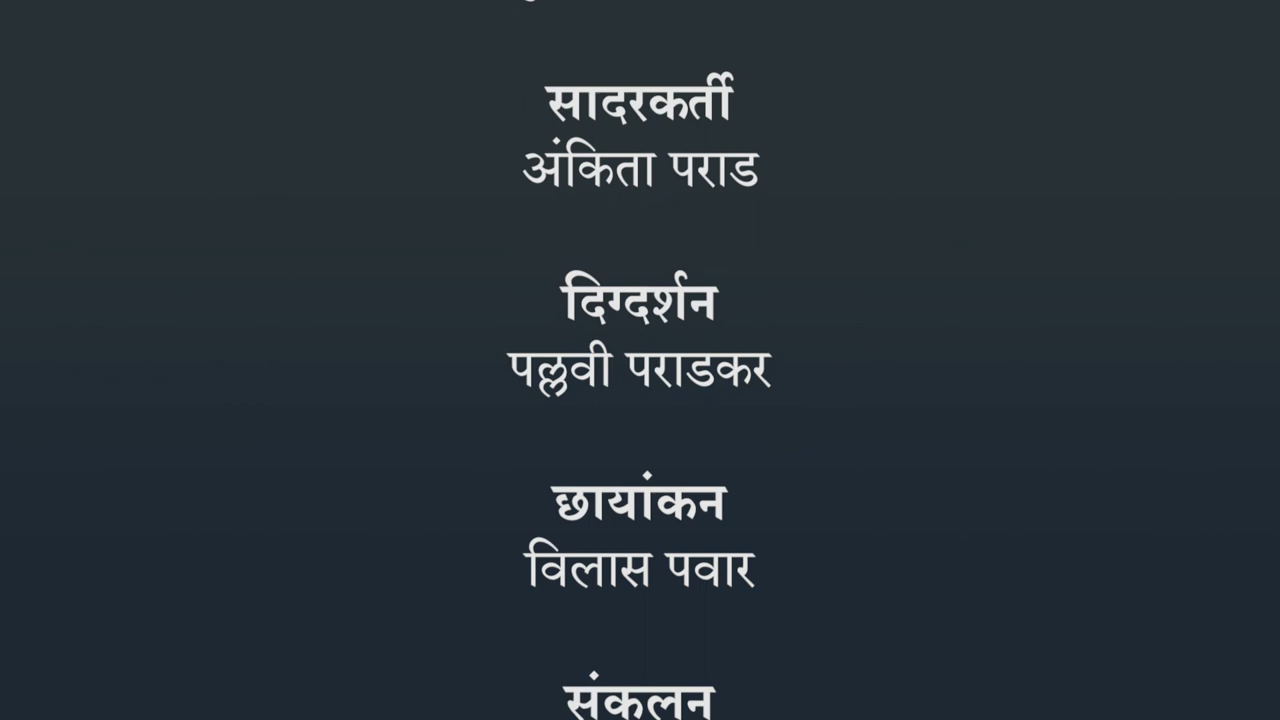 सादरकर्ती
अंकिता पराड
दिग्दर्शन
पल्लवी पराडकर
छायांकन
विलास पवार
संकलन